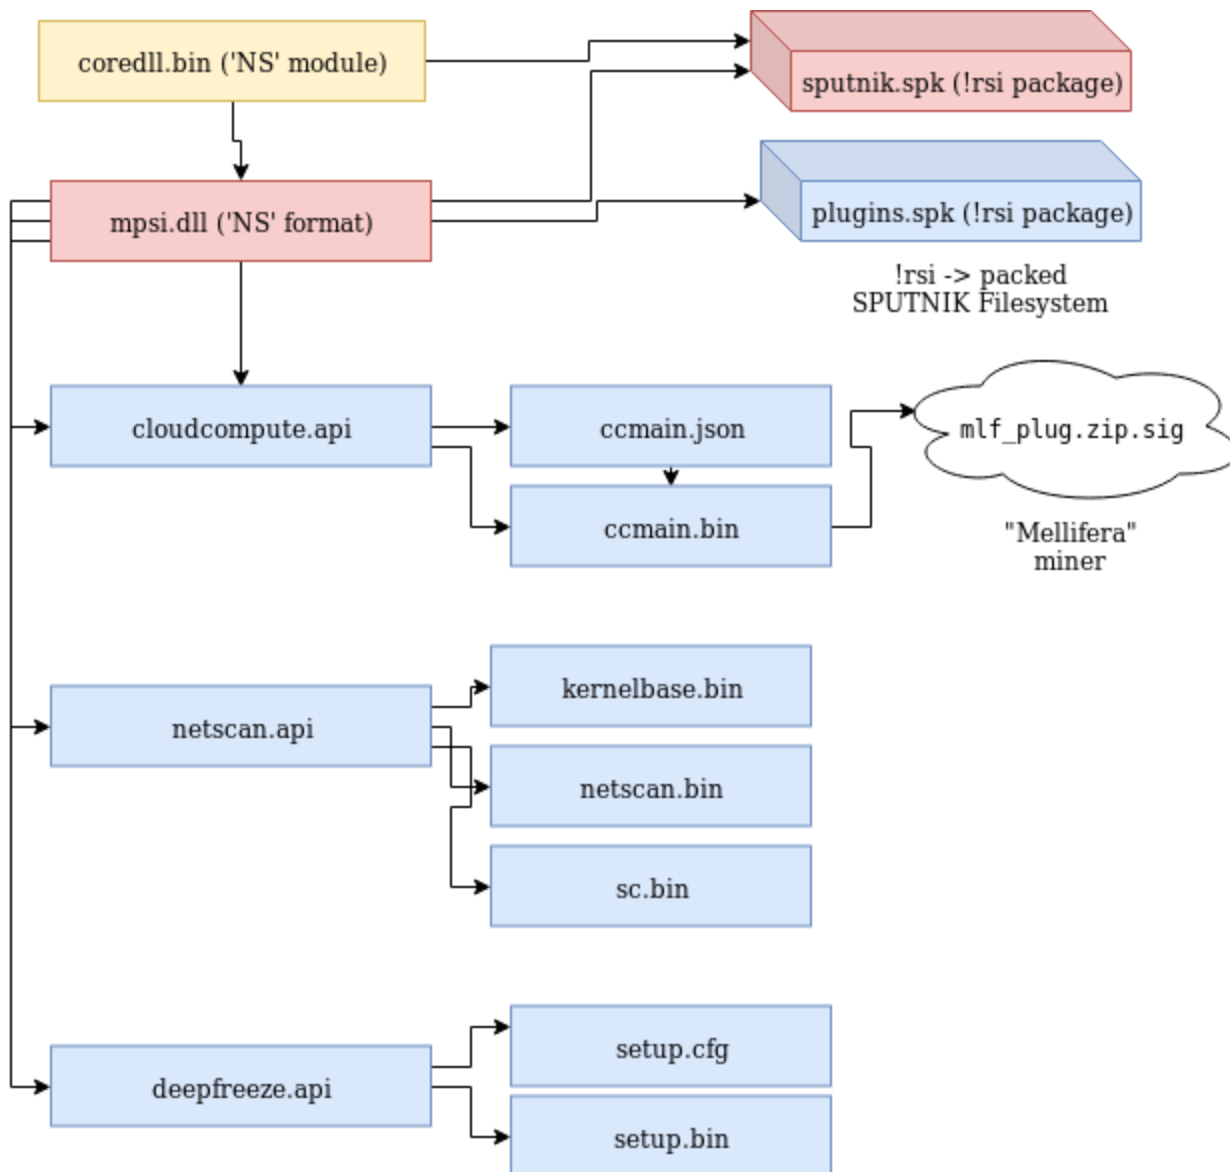 coredll.bin ('NS' module)
sputnik.spk (!rsi package)
mpsi.dll ('NS' format)
plugins.spk (!rsi package)
!rsi -> packed
SPUTNIK Filesystem
cloudcompute.api
ccmain.json
mlf_plug.zip.sig
ccmain.bin
"Mellifera"
miner
kernelbase.bin
netscan.api
netscan.bin
sc.bin
setup.cfg
deepfreeze.api
setup.bin